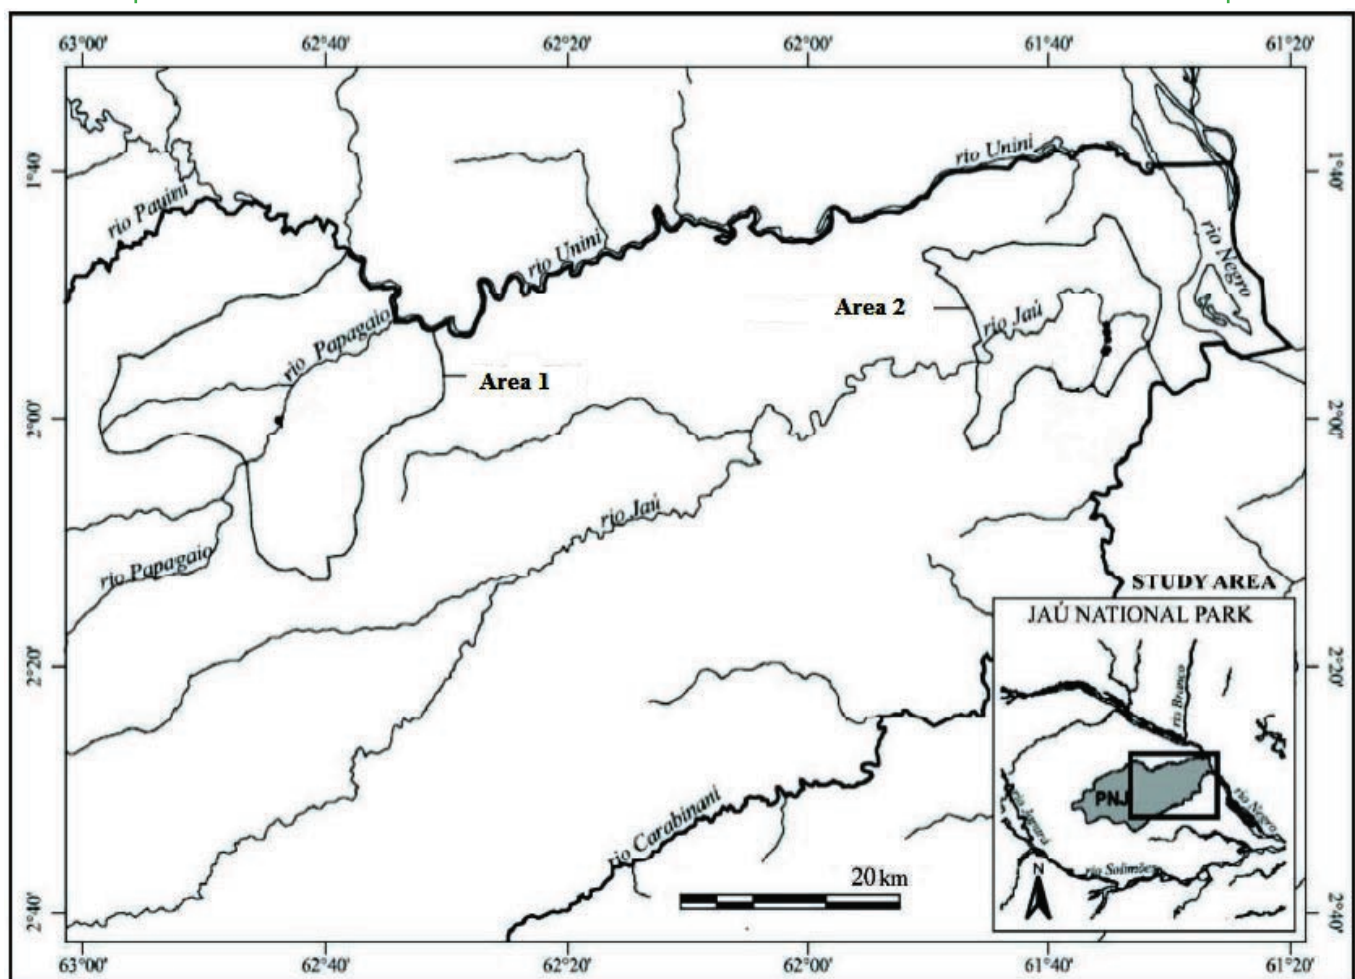 63°00' 62°40' 62°20' 62°00' 61°40' 61°20'
1°40'
1°40'
rio Unini
rio Pauini
rio Unini
rio Negro
Area 2
rio Jaú
rio Papagaio
Area 1
2°00'
2°00'
rio Jaú
rio Papagaio
STUDY AREA
JAÚ NATIONAL PARK
2°20'
2°20'
rio Branco
PNJ
rio Negro
rio Carabinani
rio Solimões
N
20 km
2°40'
2°40'
63°00' 62°40' 62°20' 62°00' 61°40' 61°20'